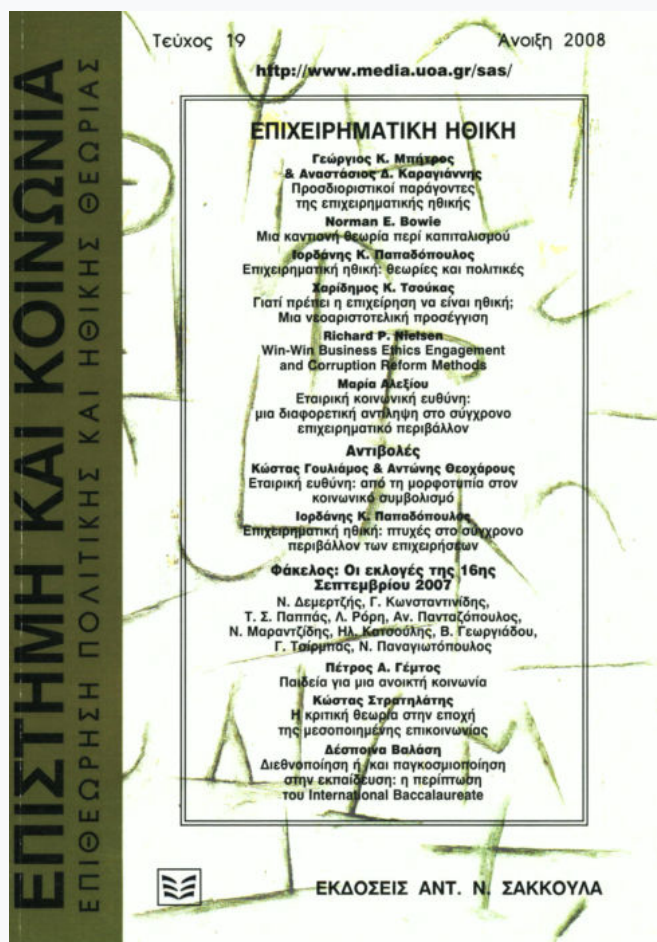 ΕΠΙΣΤΗΜΗ ΚΑΙ ΚΟΙΝΩΝΙΑ
ΕΠΙΘΕΩΡΗΣΗ ΠΟΛΙΤΙΚΗΣ ΚΑΙ ΗΘΙΚΗΣ ΘΕΩΡΙΑΣ
Τεύχος 19 Άνοιξη 2008
http://www.media.uoa.gr/sas/
ΕΠΙΧΕΙΡΗΜΑΤΙΚΗ ΗΘΙΚΗ
Γεώργιος Κ. Μπήτρος
& Αναστάσιος Δ. Καραγιάννης
Προσδιοριστικοί παράγοντες
της επιχειρηματικής ηθικής
Norman E. Bowie
Μια καντιανή θεωρία περί καπιταλισμού
Ιορδάνης Κ. Παπαδόπουλος
Επιχειρηματική ηθική: θεωρίες και πολιτικές
Χαρίδημος Κ. Τσούκας
Γιατί πρέπει η επιχείρηση να είναι ηθική;
Μια νεοαριστοτελική προσέγγιση
Richard P. Nielsen
Win-Win Business Ethics Engagement
and Corruption Reform Methods
Μαρία Αλεξίου
Εταιρική κοινωνική ευθύνη:
μια διαφορετική αντίληψη στο σύγχρονο
επιχειρηματικό περιβάλλον
Αντιβολές
Κώστας Γουλιάμος & Αντώνης Θεοχάρους
Εταιρική ευθύνη: από τη μορφοτυπία στον
κοινωνικό συμβολισμό
Ιορδάνης Κ. Παπαδόπουλος
Επιχειρηματική ηθική: πτυχές στο σύγχρονο
περιβάλλον των επιχειρήσεων
Φάκελος: Οι εκλογές της 16ης
Σεπτεμβρίου 2007
Ν. Δεμερτζής, Γ. Κωνσταντινίδης,
Τ. Σ. Παππάς, Λ. Ρόρη, Αν. Πανταζόπουλος,
Ν. Μαραντζίδης, Ηλ. Κατσούλης, Β. Γεωργιάδου,
Γ. Τσίρμπας, Ν. Παναγιωτόπουλος
Πέτρος Α. Γέμτος
Παιδεία για μια ανοικτή κοινωνία
Κώστας Στρατηλάτης
Η κριτική θεωρία στην εποχή
της μεσοποιημένης επικοινωνίας
Δέσποινα Βαλάση
Διεθνοποίηση ή/και παγκοσμιοποίηση
στην εκπαίδευση: η περίπτωση
του International Baccalaureate
ΕΚΔΟΣΕΙΣ ΑΝΤ. Ν. ΣΑΚΚΟΥΛΑ